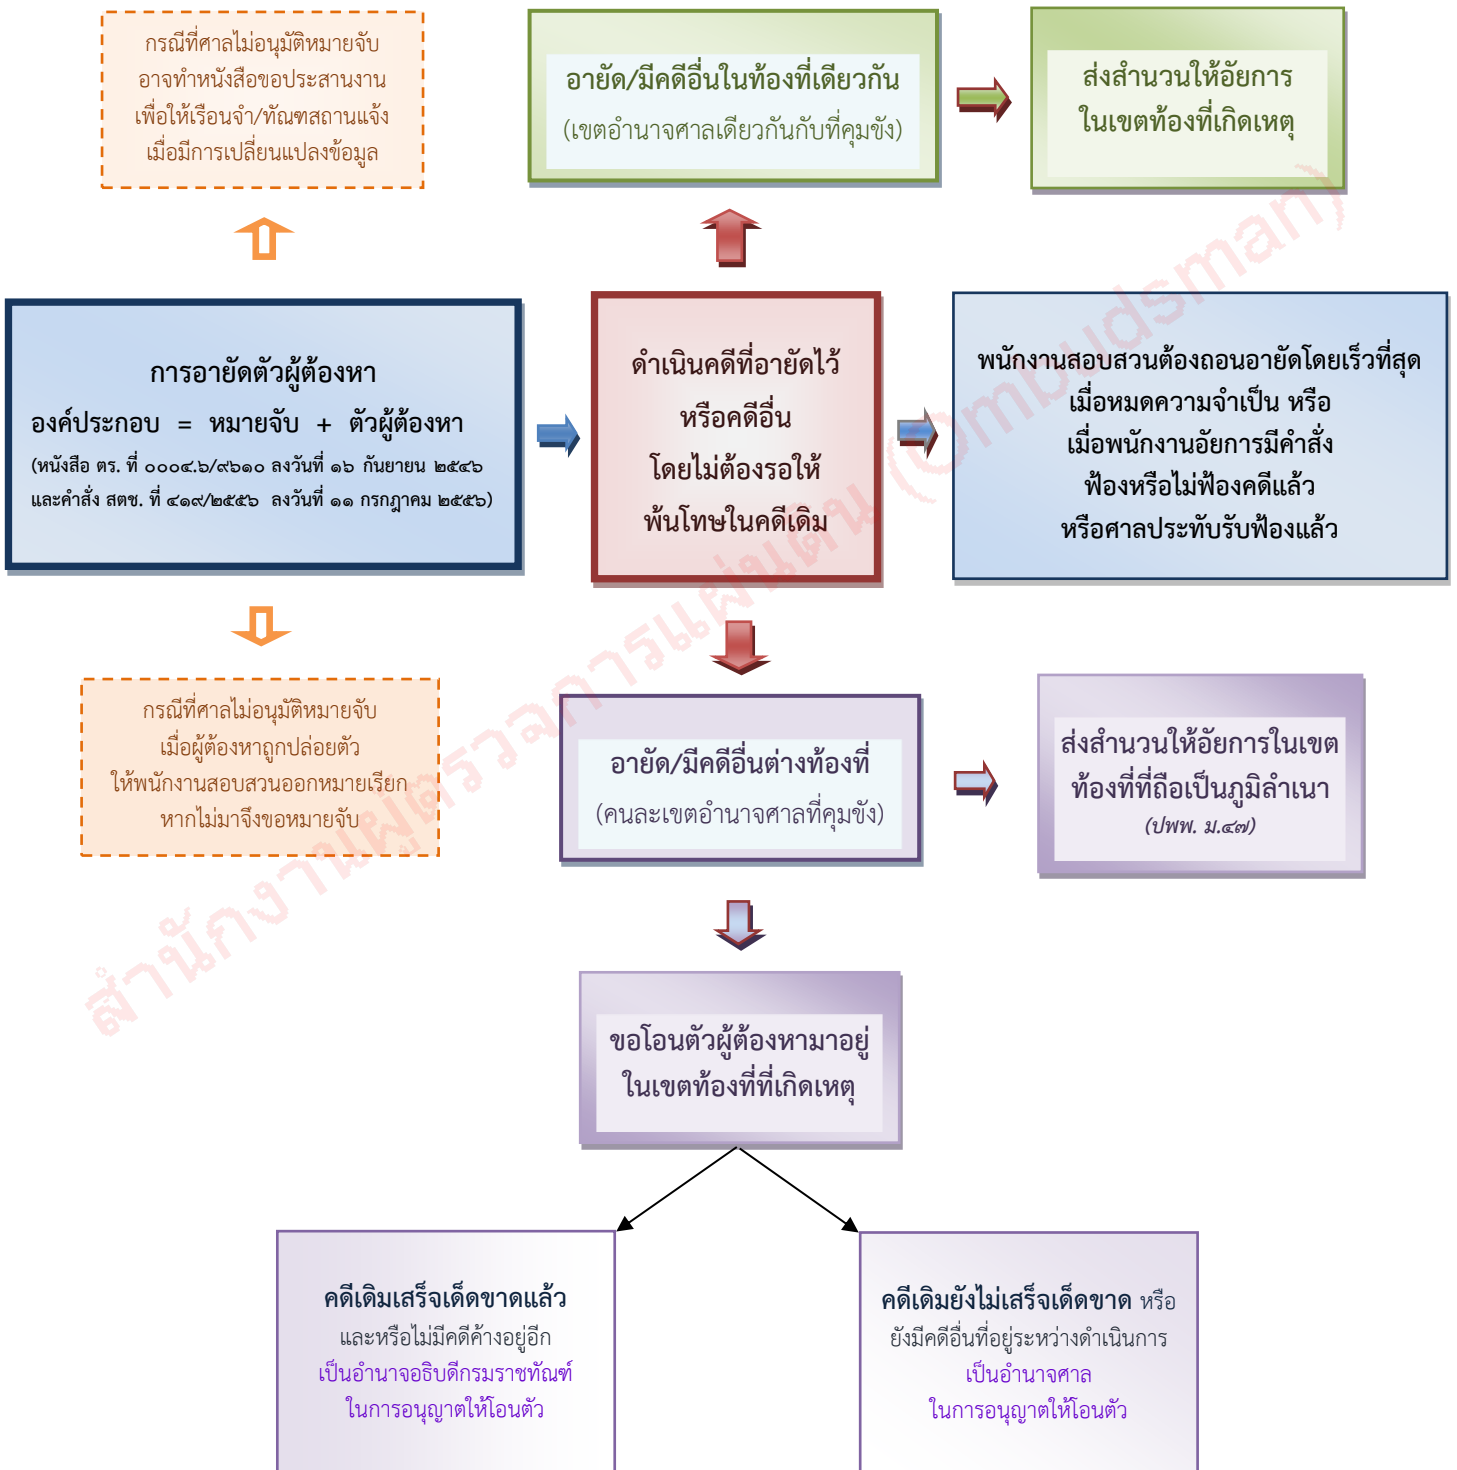 กรณีที่ศาลไม่อนุมัติหมายจับ
อาจทำหนังสือขอประสานงาน
เพื่อให้เรือนจำ/ทัณฑสถานแจ้ง
เมื่อมีการเปลี่ยนแปลงข้อมูล
อายัด/มีคดีอื่นในท้องที่เดียวกัน
(เขตอำนาจศาลเดียวกันกับที่คุมขัง)
ส่งสำนวนให้อัยการ
ในเขตท้องที่เกิดเหตุ
การอายัดตัวผู้ต้องหา
องค์ประกอบ = หมายจับ + ตัวผู้ต้องหา
(หนังสือ ตร. ที่ ๐๐๐๔.๖/๙๖๑๐ ลงวันที่ ๑๖ กันยายน ๒๕๔๖
และคำสั่ง สตช. ที่ ๔๑๙/๒๕๕๖ ลงวันที่ ๑๑ กรกฎาคม ๒๕๕๖)
ดำเนินคดีที่อายัดไว้
หรือคดีอื่น
โดยไม่ต้องรอให้
พ้นโทษในคดีเดิม
พนักงานสอบสวนต้องถอนอายัดโดยเร็วที่สุด
เมื่อหมดความจำเป็น หรือ
เมื่อพนักงานอัยการมีคำสั่ง
ฟ้องหรือไม่ฟ้องคดีแล้ว
หรือศาลประทับรับฟ้องแล้ว
กรณีที่ศาลไม่อนุมัติหมายจับ
เมื่อผู้ต้องหาถูกปล่อยตัว
ให้พนักงานสอบสวนออกหมายเรียก
หากไม่มาจึงขอหมายจับ
อายัด/มีคดีอื่นต่างท้องที่
(คนละเขตอำนาจศาลที่คุมขัง)
ส่งสำนวนให้อัยการในเขต
ท้องที่ที่ถือเป็นภูมิลำเนา
(ปพพ. ม.๔๗)
ขอโอนตัวผู้ต้องหามาอยู่
ในเขตท้องที่ที่เกิดเหตุ
คดีเดิมเสร็จเด็ดขาดแล้ว
และหรือไม่มีคดีค้างอยู่อีก
เป็นอำนาจอธิบดีกรมราชทัณฑ์
ในการอนุญาตให้โอนตัว
คดีเดิมยังไม่เสร็จเด็ดขาด หรือ
ยังมีคดีอื่นที่อยู่ระหว่างดำเนินการ
เป็นอำนาจศาล
ในการอนุญาตให้โอนตัว
สำนักงานผู้ตรวจการแผ่นดิน (Ombudsman)